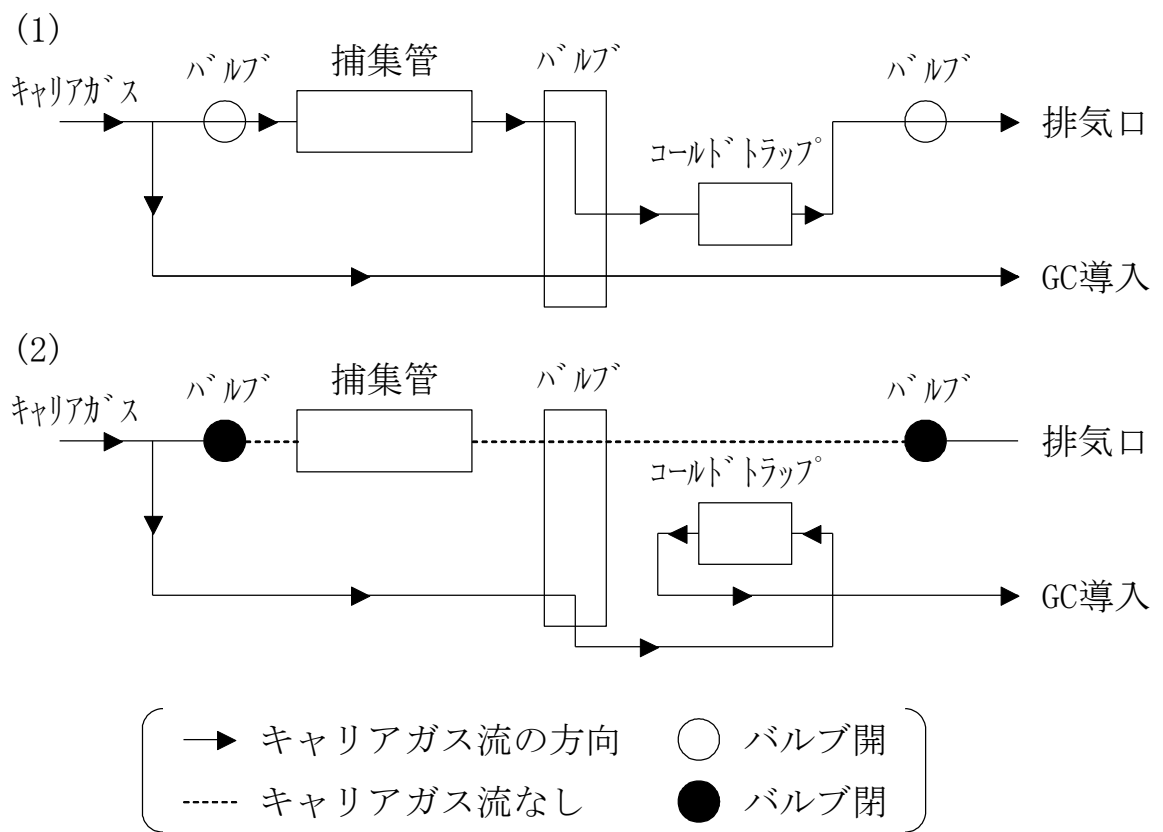 (1)
ﾊﾞﾙﾌﾞ 捕集管 ﾊﾞﾙﾌﾞ ﾊﾞﾙﾌﾞ
ｷｬﾘｱｶﾞｽ
排気口
ｺｰﾙﾄﾞﾄﾗｯﾌﾟ
GC導入
(2)
ﾊﾞﾙﾌﾞ 捕集管 ﾊﾞﾙﾌﾞ ﾊﾞﾙﾌﾞ
ｷｬﾘｱｶﾞｽ
排気口
ｺｰﾙﾄﾞﾄﾗｯﾌﾟ
GC導入
キャリアガス流の方向 バルブ開
キャリアガス流なし バルブ閉